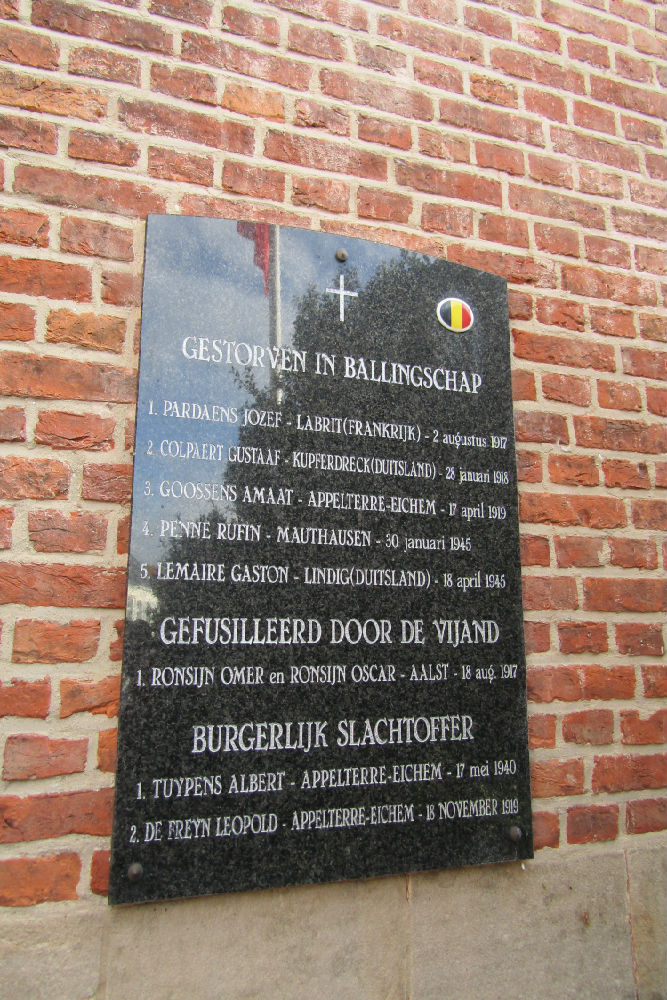 GESTORVEN IN BALLINGSCHAP
1. PARDAENS JOZEF - LABRIT(FRANKRIJK) - 2 augustus 1917
2. COLPAERT GUSTAAF - KUPFERDRECK(DUITSLAND) - 28 januari 1918
3. GOOSSENS AMAAT - APPELTERRE-EICHEM - 17 april 1919
4. PENNE RUFIN - MAUTHAUSEN - 30 januari 1945
5. LEMAIRE GASTON - LINDIG(DUITSLAND) - 18 april 1945
GEFUSILLEERD DOOR DE VIJAND
1. RONSIJN OMER en RONSIJN OSCAR - AALST - 18 aug. 1917
BURGERLIJK SLACHTOFFER
1. TUYPENS ALBERT - APPELTERRE-EICHEM - 17 mei 1940
2. DE FREYN LEOPOLD - APPELTERRE-EICHEM - 18 NOVEMBER 1919